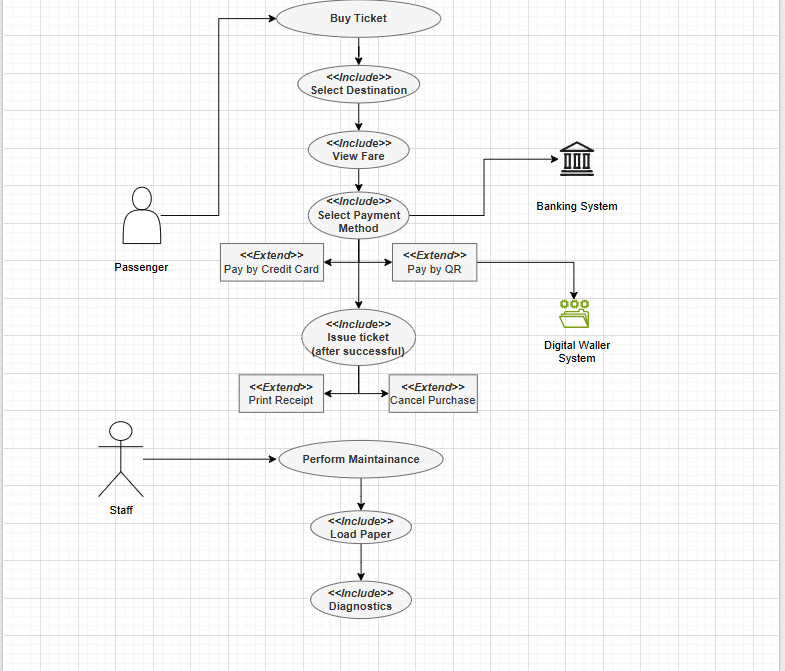 Buy Ticket
<<Include>>
Select Destination
<<Include>>
View Fare
<<Include>>
Select Payment
Method
Banking System
Passenger
<<Extend>>
Pay by Credit Card
<<Extend>>
Pay by QR
<<Include>>
Issue ticket
(after successful)
Digital Waller
System
<<Extend>>
Print Receipt
<<Extend>>
Cancel Purchase
Perform Maintainance
Staff
<<Include>>
Load Paper
<<Include>>
Diagnostics